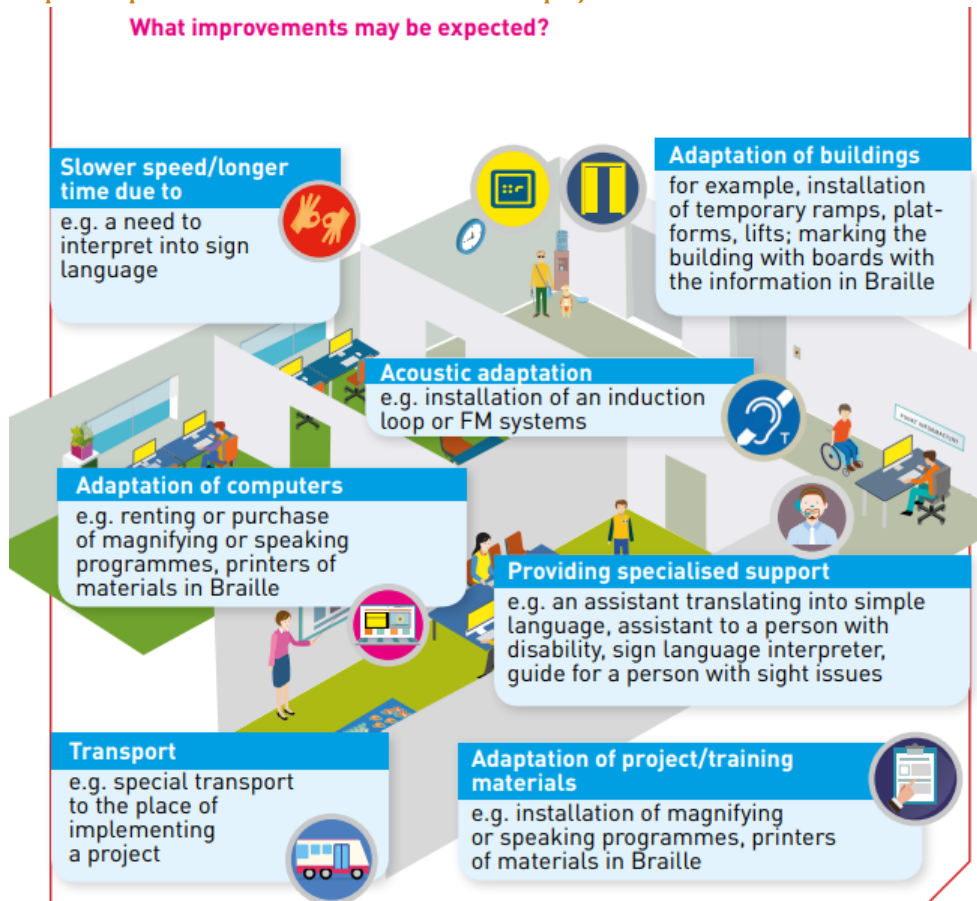 What improvements may be expected?
Slower speed/longer
time due to
e.g. a need to
interpret into sign
language
Adaptation of buildings
for example, installation
of temporary ramps, plat-
forms, lifts; marking the
building with boards with
the information in Braille
Acoustic adaptation
e.g. installation of an induction
loop or FM systems
T
Adaptation of computers
e.g. renting or purchase
of magnifying or speaking
programmes, printers of
materials in Braille
Providing specialised support
e.g. an assistant translating into simple
language, assistant to a person with
disability, sign language interpreter,
guide for a person with sight issues
Transport
e.g. special transport
to the place of
implementing
a project
Adaptation of project/training
materials
e.g. installation of magnifying
or speaking programmes, printers
of materials in Braille